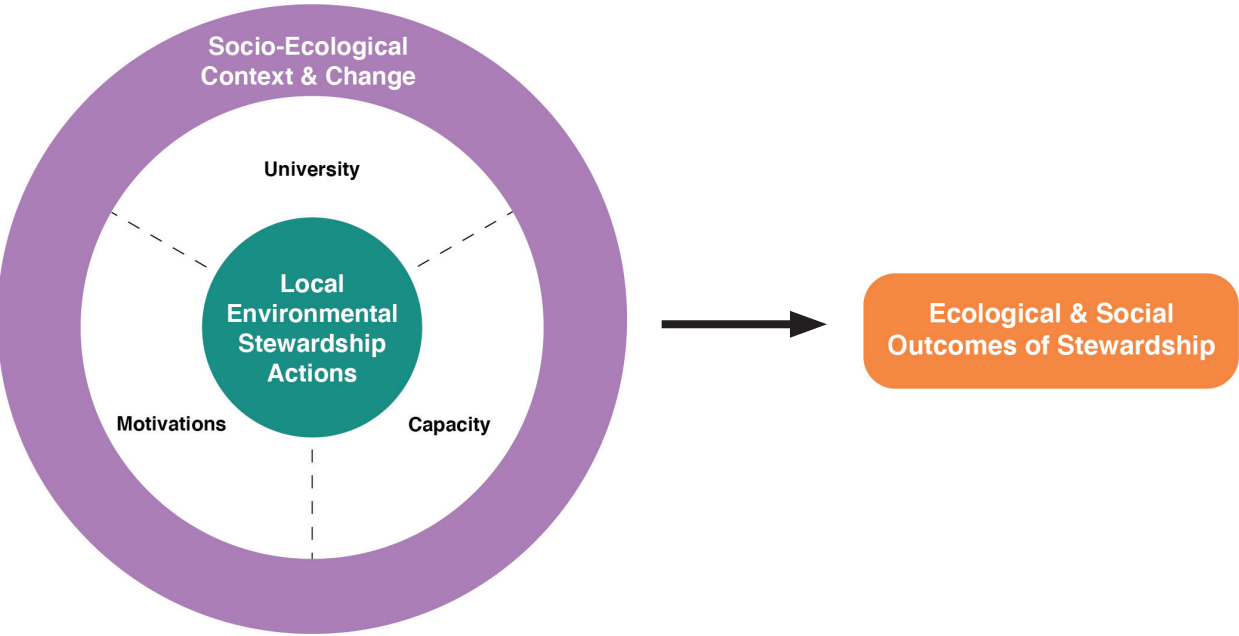 Socio-Ecological
Context & Change
University
Local
Environmental
Stewardship
Actions
Motivations
Capacity
Ecological & Social
Outcomes of Stewardship